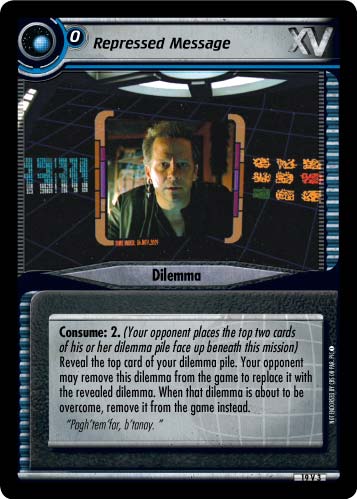 0 Repressed Message XV
Dilemma
Consume: 2. (Your opponent places the top two cards
of his or her dilemma pile face up beneath this mission)
Reveal the top card of your dilemma pile. Your opponent
may remove this dilemma from the game to replace it with
the revealed dilemma. When that dilemma is about to be
overcome, remove it from the game instead.
"Pagh'tem'far, b'tanay."
19 V 3